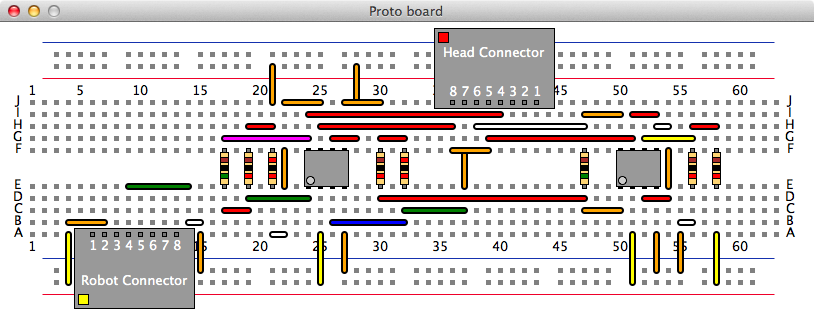 Proto board
Head Connector
8 7 6 5 4 3 2 1
1 5 10 15 20 25 30 35 40 45 50 55 60
J J
I I
H H
G G
F F
E E
D D
C C
B B
A A
1 15 20 25 30 35 40 45 50 55 60
1 2 3 4 5 6 7 8
Robot Connector